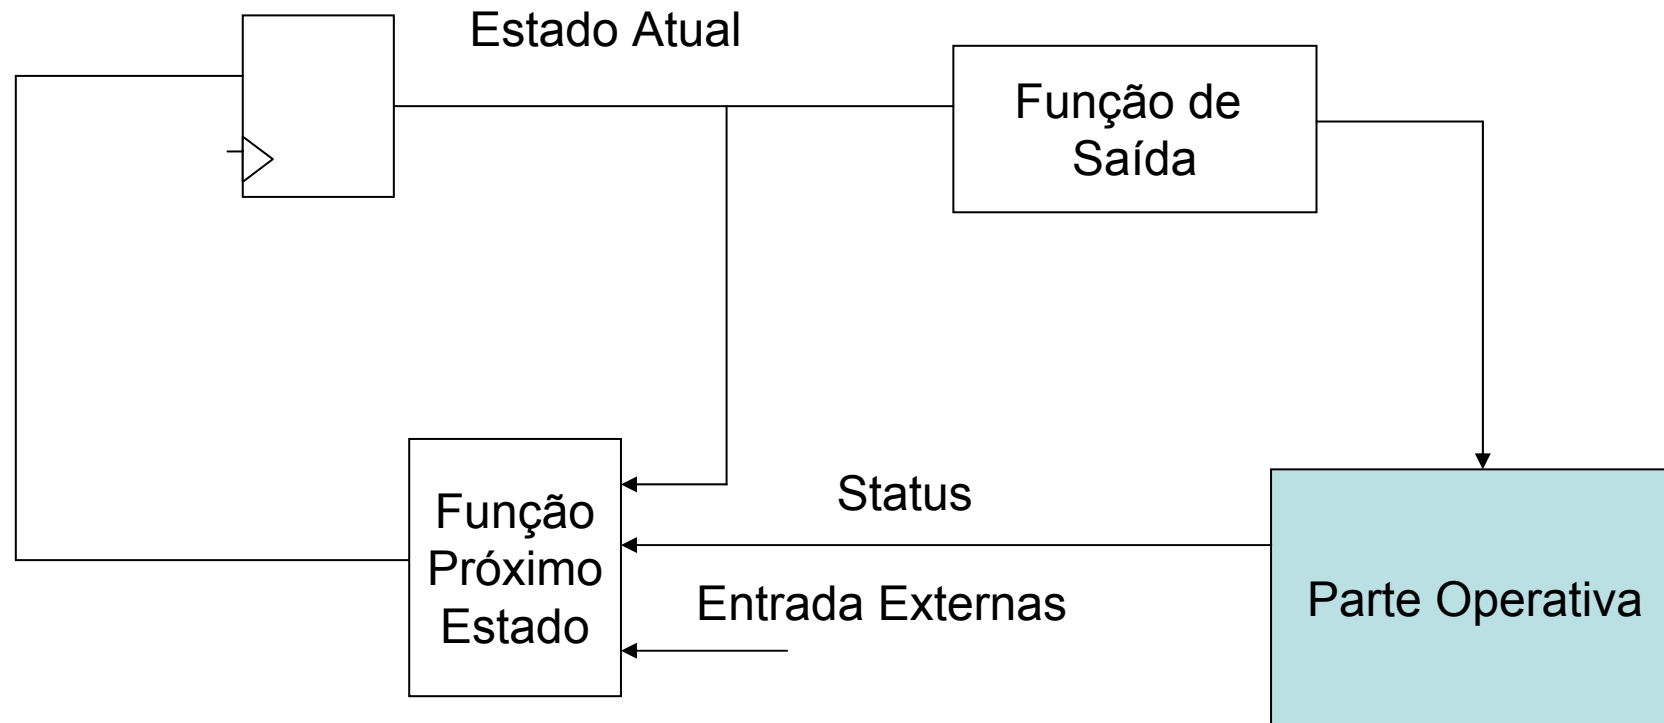 Estado Atual
Função de
Saída
Status
Função
Próximo
Estado
Entrada Externas
Parte Operativa